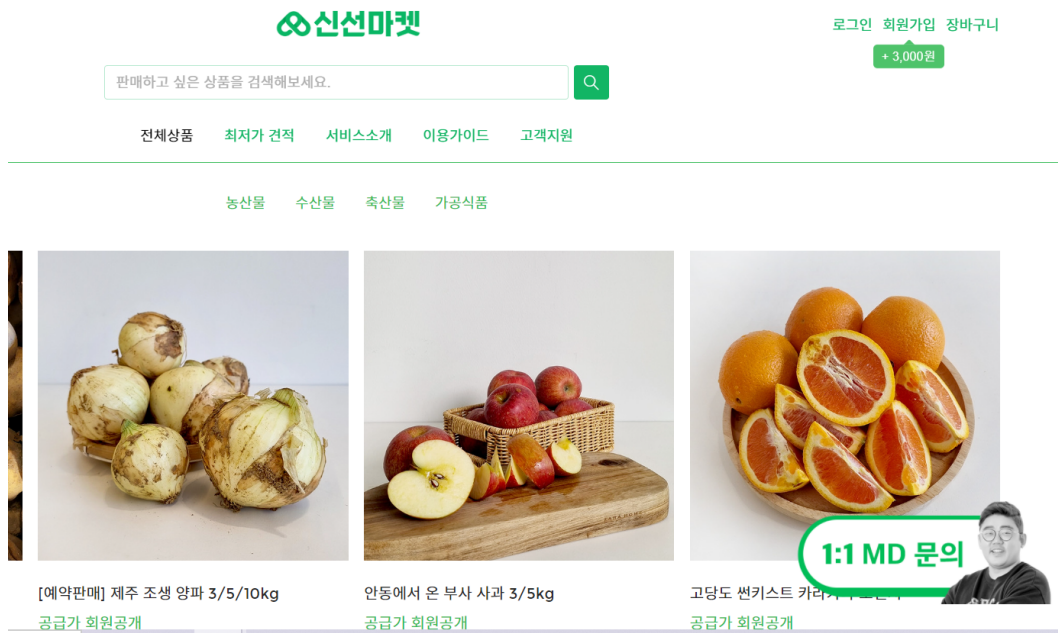 신선마켓
로그인 회원가입 장바구니
+ 3,000원
판매하고 싶은 상품을 검색해보세요.
전체상품 최저가 견적 서비스소개 이용가이드 고객지원
농산물 수산물 축산물 가공식품
1:1 MD 문의
[예약판매] 제주 조생 양파 3/5/10kg
안동에서 온 부사 사과 3/5kg
고당도 썬키스트
공급가 회원공개
공급가 회원공개
공급가 회원공개